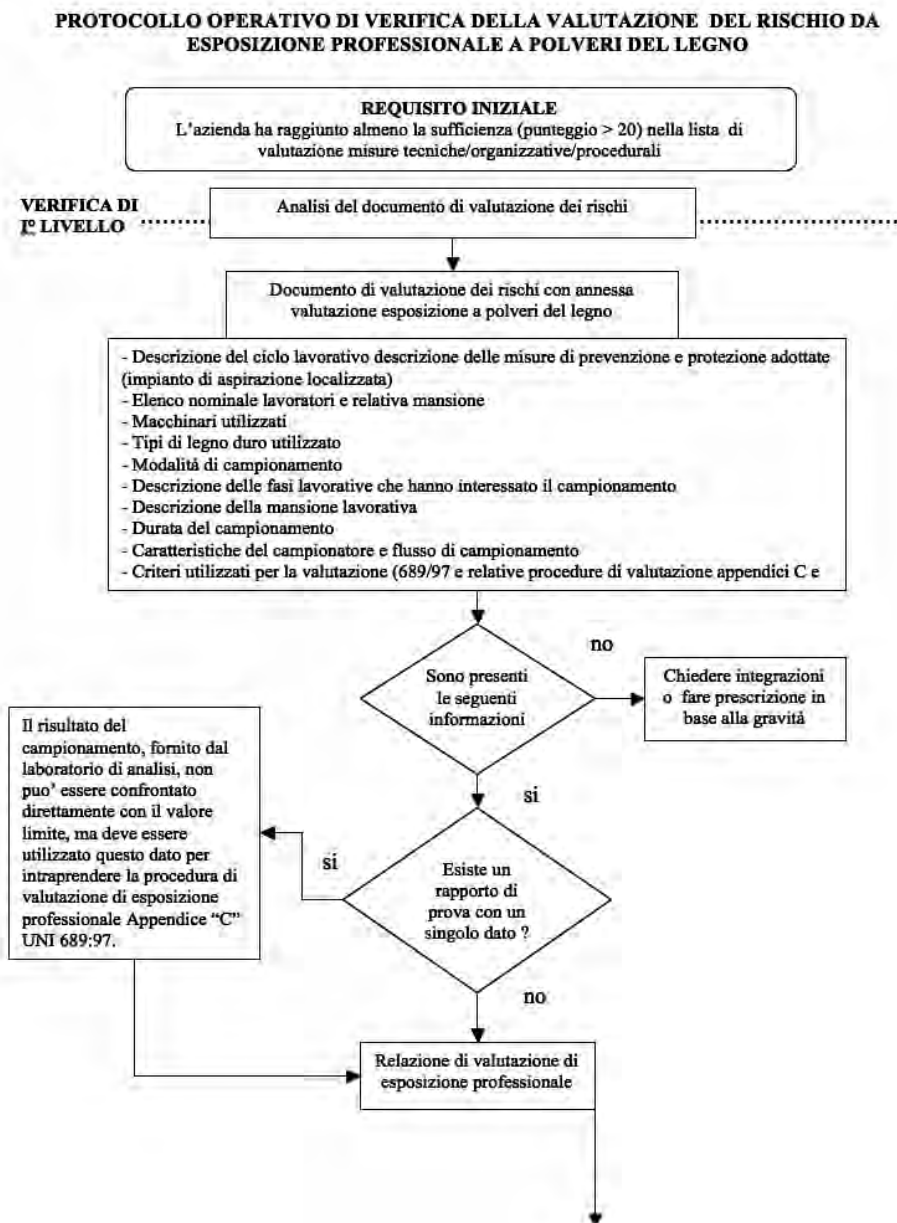 PROTOCOLLO OPERATIVO DI VERIFICA DELLA VALUTAZIONE DEL RISCHIO DA
ESPOSIZIONE PROFESSIONALE A POLVERI DEL LEGNO
REQUISITO INIZIALE
L'azienda ha raggiunto almeno la sufficienza (punteggio > 20) nella lista di
valutazione misure tecniche/organizzative/procedurali
VERIFICA DI
I° LIVELLO
Analisi del documento di valutazione dei rischi
Documento di valutazione dei rischi con annessa
valutazione esposizione a polveri del legno
- Descrizione del ciclo lavorativo descrizione delle misure di prevenzione e protezione adottate
(impianto di aspirazione localizzata)
- Elenco nominale lavoratori e relativa mansione
- Macchinari utilizzati
- Tipi di legno duro utilizzato
- Modalitá di campionamento
- Descrizione delle fasi lavorative che hanno interessato il campionamento
- Descrizione della mansione lavorativa
- Durata del campionamento
- Caratteristiche del campionatore e flusso di campionamento
- Criteri utilizzati per la valutazione (689/97 e relative procedure di valutazione appendici C e
Sono presenti
le seguenti
informazioni
no
Chiedere integrazioni
o fare prescrizione in
base alla gravitá
si
Il risultato del
campionamento, fornito dal
laboratorio di analisi, non
puo' essere confrontato
direttamente con il valore
limite, ma deve essere
utilizzato questo dato per
intraprendere la procedura di
valutazione di esposizione
professionale Appendice "C"
UNI 689:97.
si
Esiste un
rapporto di
prova con un
singolo dato ?
no
Relazione di valutazione di
esposizione professionale